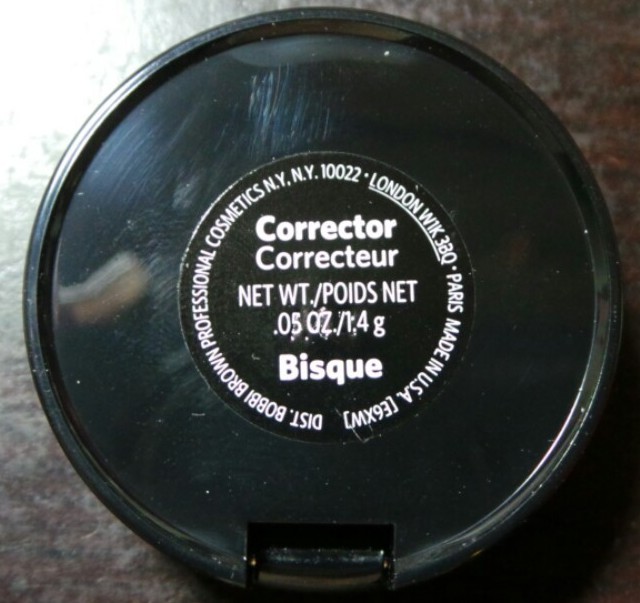 Corrector
Correcteur
NET WT./POIDS NET
.05 OZ./1.4 g
Bisque
DIST. BOBBI BROWN PROFESSIONAL COSMETICS N.Y., N.Y. 10022 · LONDON W1K 3BQ · PARIS MADE IN U.S.A. [E6XW]